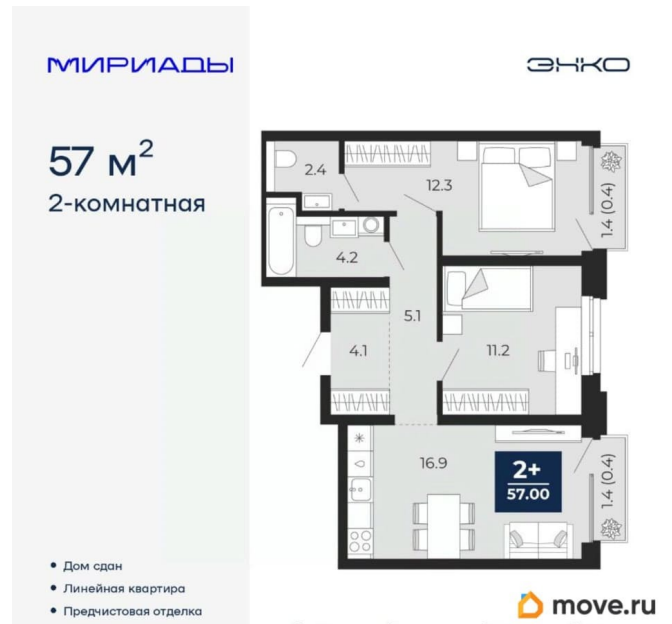 МИРИАДЫ
ЭНКО
57 м²
2-комнатная
2.4
12.3
1.4 (0.4)
4.2
5.1
4.1
11.2
16.9
2+
57.00
1.4 (0.4)
• Дом сдан
• Линейная квартира
• Предчистовая отделка
move.ru